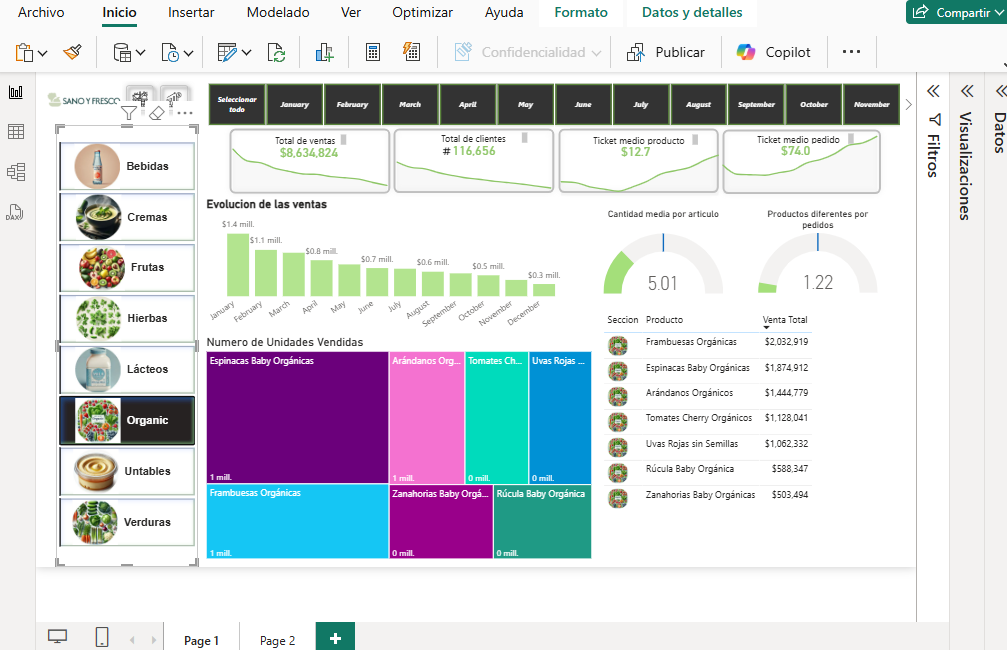 Archivo Inicio Insertar Modelado Ver Optimizar Ayuda Formato Datos y detalles Compartir
Confidencialidad Publicar Copilot
SANO Y FRESCO
Seleccionar todo January February March April May June July August September October November
Bebidas
Cremas
Frutas
Hierbas
Lácteos
Organic
Untables
Verduras
Total de ventas
$8,634,824
Total de clientes
# 116,656
Ticket medio producto
$12.7
Ticket medio pedido
$74.0
Evolucion de las ventas
$1.4 mill.
$1.1 mill.
$0.8 mill.
$0.7 mill.
$0.6 mill.
$0.5 mill.
$0.3 mill.
January February March April May June July August September October November December
Cantidad media por articulo
5.01
Productos diferentes por
pedidos
1.22
Numero de Unidades Vendidas
Espinacas Baby Orgánicas
1 mill.
Arándanos Org...
1 mill.
Tomates Ch...
0 mill.
Uvas Rojas ...
0 mill.
Frambuesas Orgánicas
1 mill.
Zanahorias Baby Orgá...
0 mill.
Rúcula Baby Orgánica
0 mill.
Seccion Producto Venta Total
Frambuesas Orgánicas $2,032,919
Espinacas Baby Orgánicas $1,874,912
Arándanos Orgánicos $1,444,779
Tomates Cherry Orgánicos $1,128,041
Uvas Rojas sin Semillas $1,062,332
Rúcula Baby Orgánica $588,347
Zanahorias Baby Orgánicas $503,494
Filtros
Visualizaciones
Datos
DAX
Page 1 Page 2